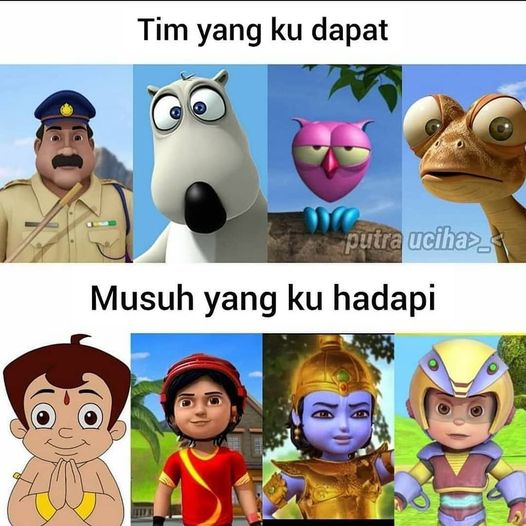 Tim yang ku dapat
putra uciha>_<
Musuh yang ku hadapi